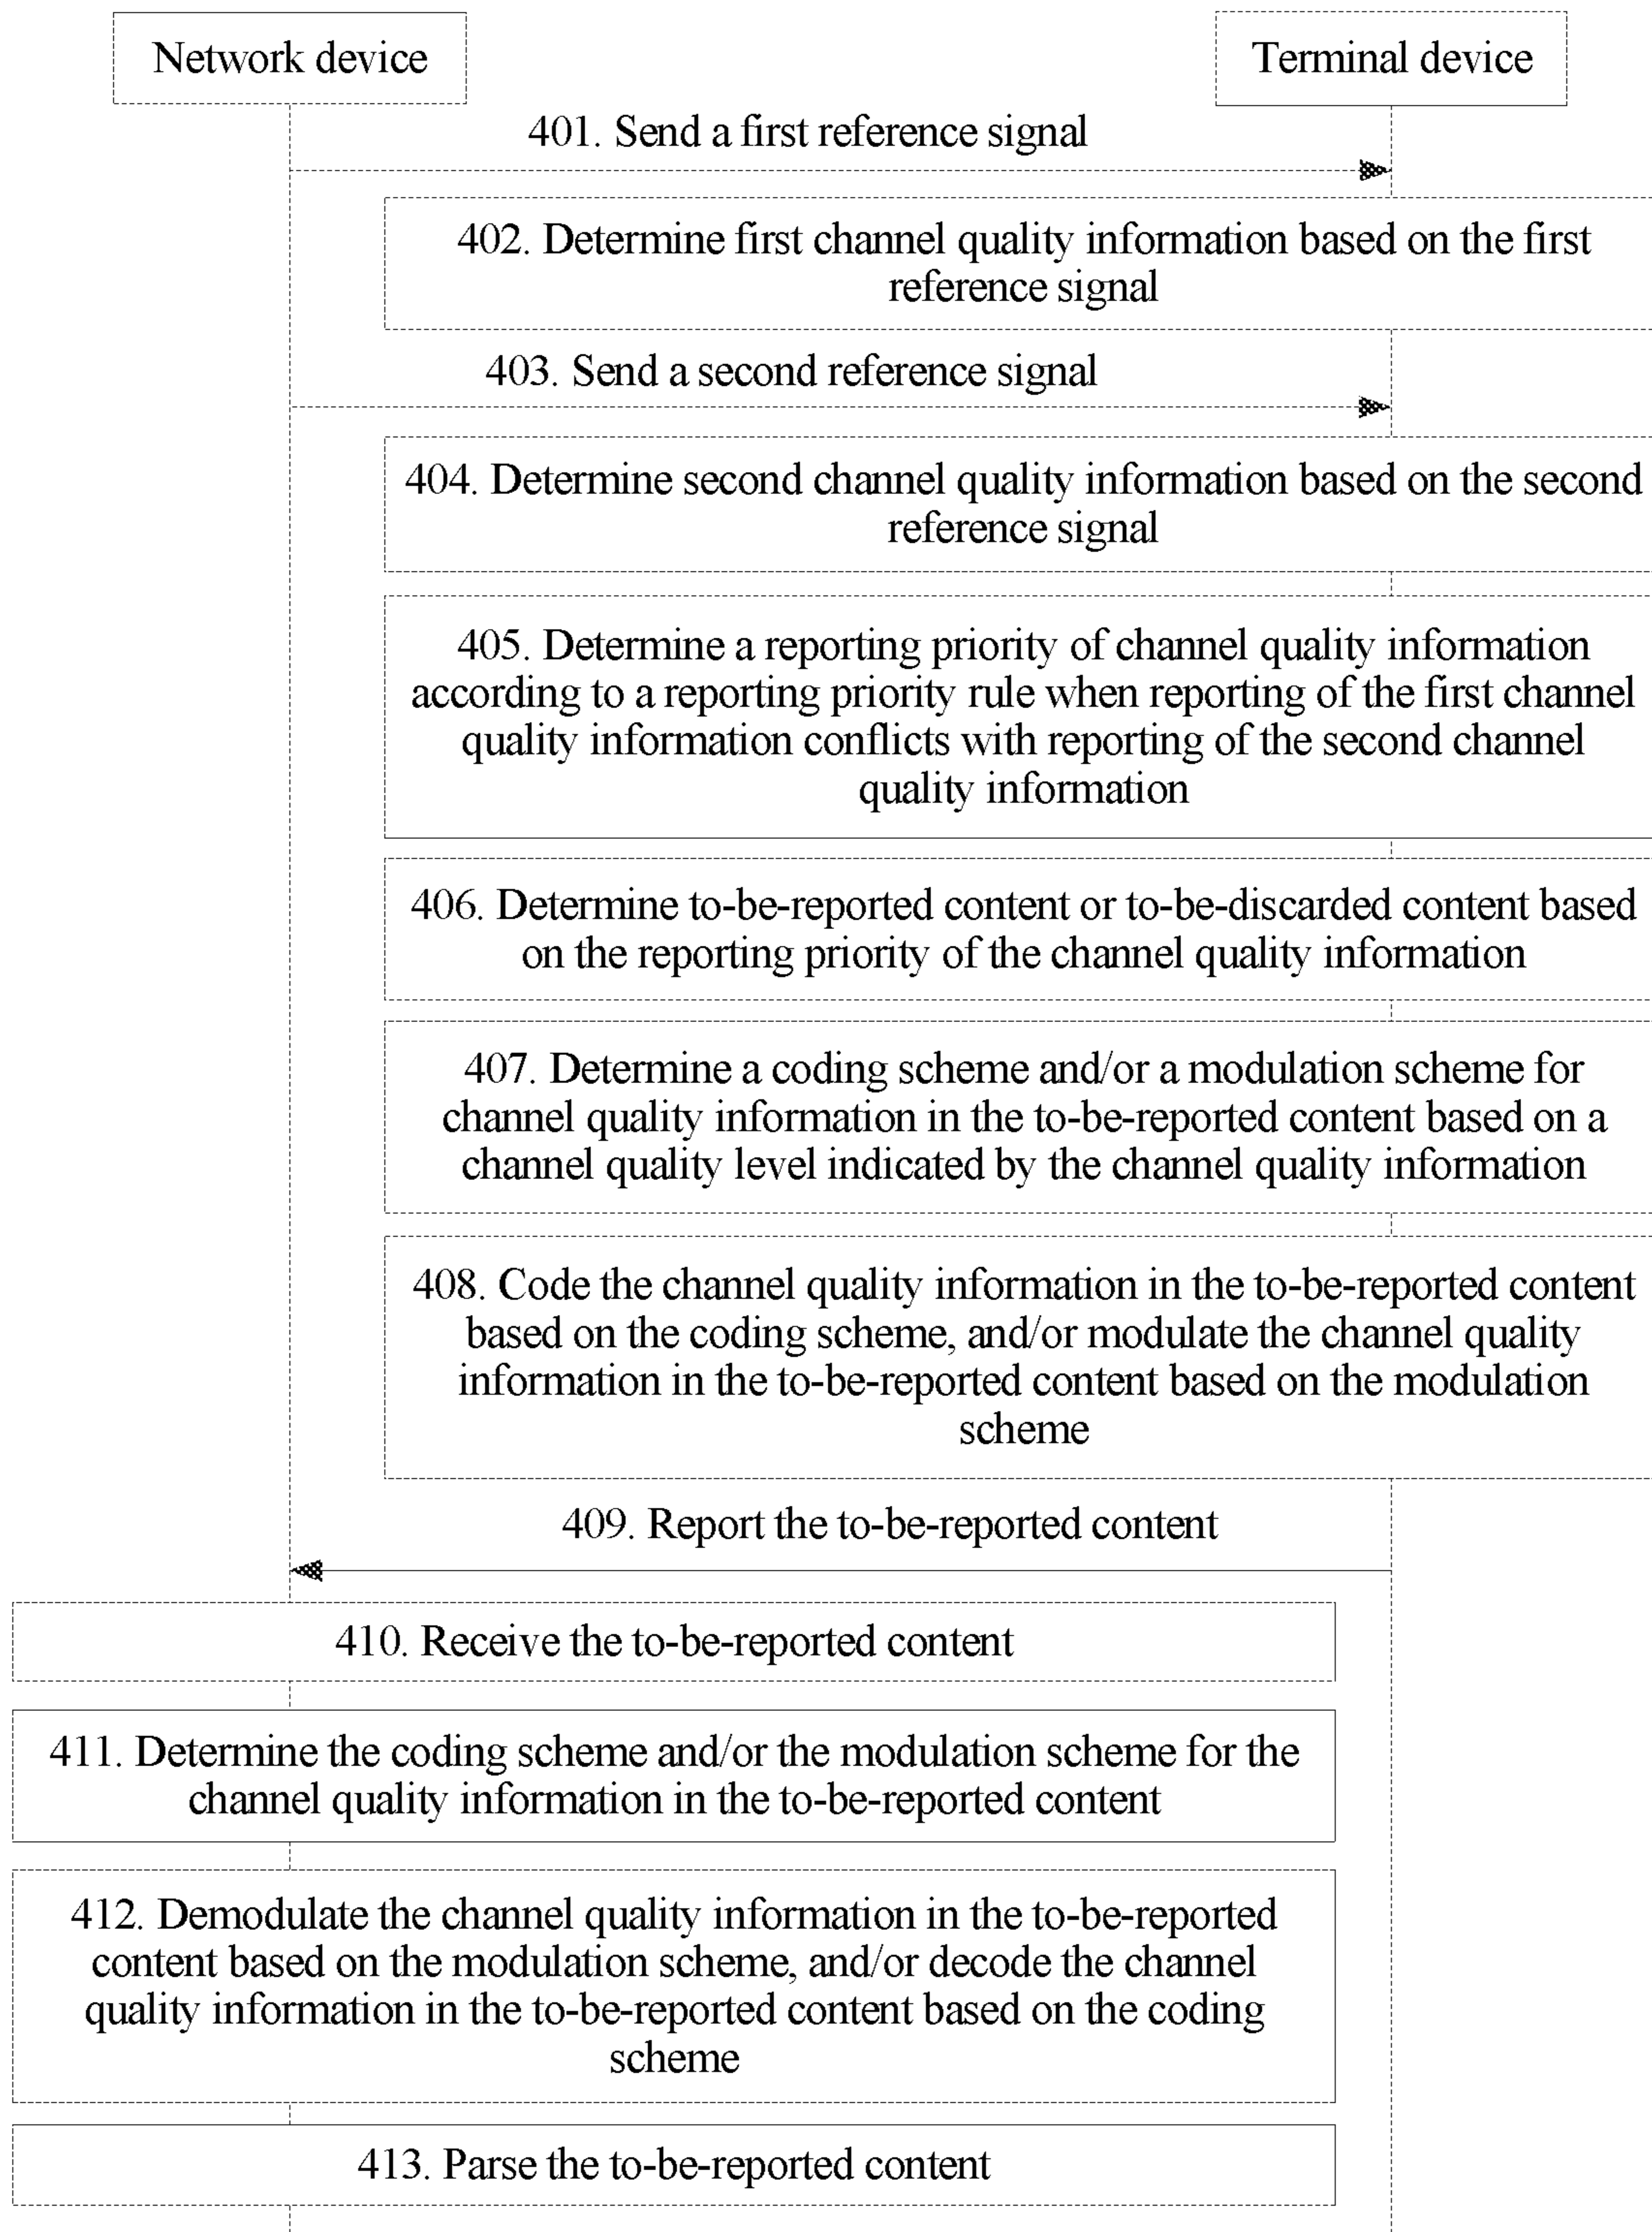 Network device
Terminal device
401. Send a first reference signal
402. Determine first channel quality information based on the first
reference signal
403. Send a second reference signal
404. Determine second channel quality information based on the second
reference signal
405. Determine a reporting priority of channel quality information
according to a reporting priority rule when reporting of the first channel
quality information conflicts with reporting of the second channel
quality information
406. Determine to-be-reported content or to-be-discarded content based
on the reporting priority of the channel quality information
407. Determine a coding scheme and/or a modulation scheme for
channel quality information in the to-be-reported content based on a
channel quality level indicated by the channel quality information
408. Code the channel quality information in the to-be-reported content
based on the coding scheme, and/or modulate the channel quality
information in the to-be-reported content based on the modulation
scheme
409. Report the to-be-reported content
410. Receive the to-be-reported content
411. Determine the coding scheme and/or the modulation scheme for the
channel quality information in the to-be-reported content
412. Demodulate the channel quality information in the to-be-reported
content based on the modulation scheme, and/or decode the channel
quality information in the to-be-reported content based on the coding
scheme
413. Parse the to-be-reported content